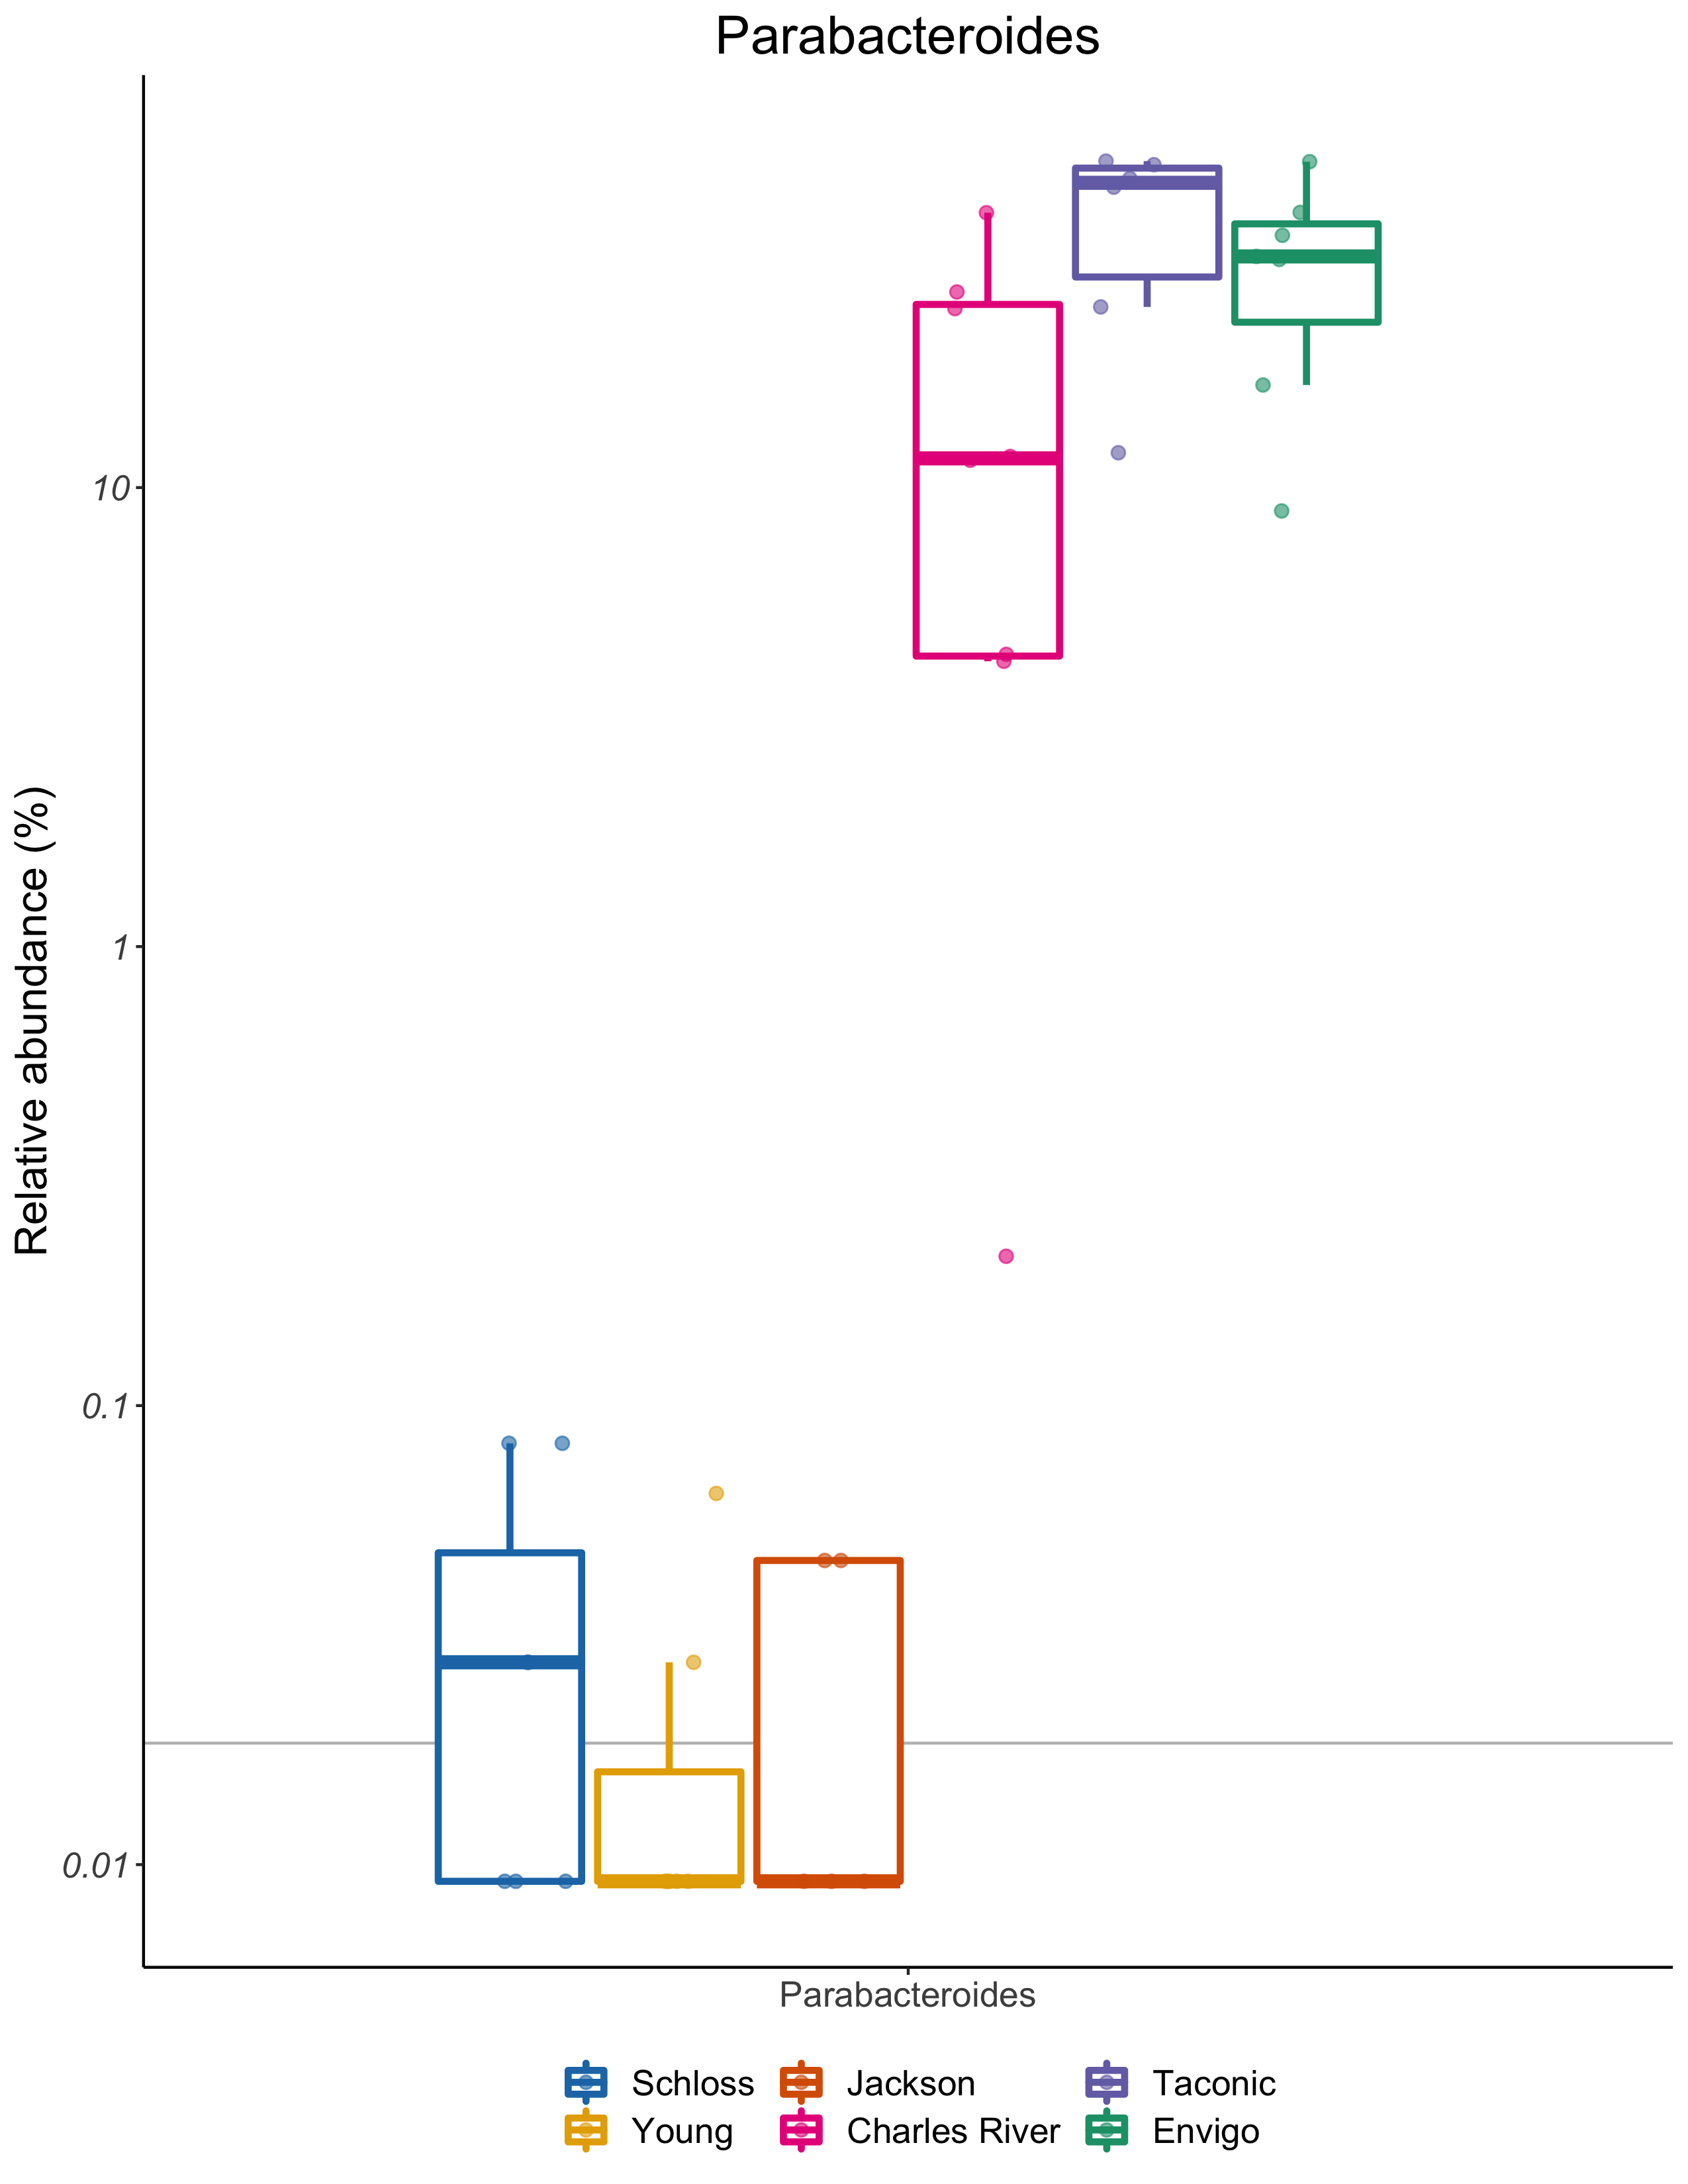 Parabacteroides
Relative abundance (%)
10
1
0.1
0.01
Parabacteroides
Schloss
Jackson
Taconic
Young
Charles River
Envigo